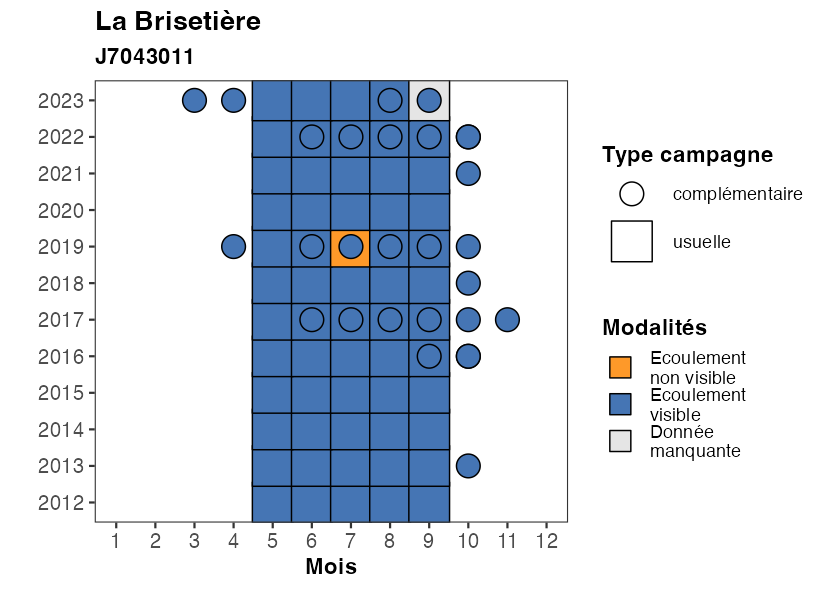 La Brisetière
J7043011
2023
2022
2021
2020
2019
2018
2017
2016
2015
2014
2013
2012
1 2 3 4 5 6 7 8 9 10 11 12
Mois
Type campagne
complémentaire
usuelle
Modalités
Ecoulement
non visible
Ecoulement
visible
Donnée
manquante